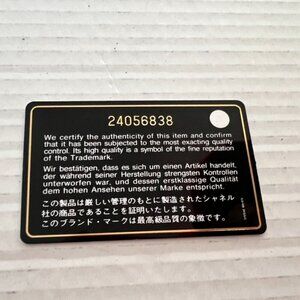 24056838
We certify the authenticity of this item and confirm
that it has been subjected to the most exacting quality
control. Its high quality is a symbol of the fine reputation
of the Trademark.
Wir bestätigen, dass es sich um einen Artikel handelt,
der während seiner Herstellung strengsten Kontrollen
unterworfen war, und dessen erstklassige Qualität
dem hohen Ansehen unserer Marke entspricht.
この製品は厳しい管理のもとに製造されたシャネル
社の商品であることを証明いたします。
このブランド・マークは最高級品質の象徴です。